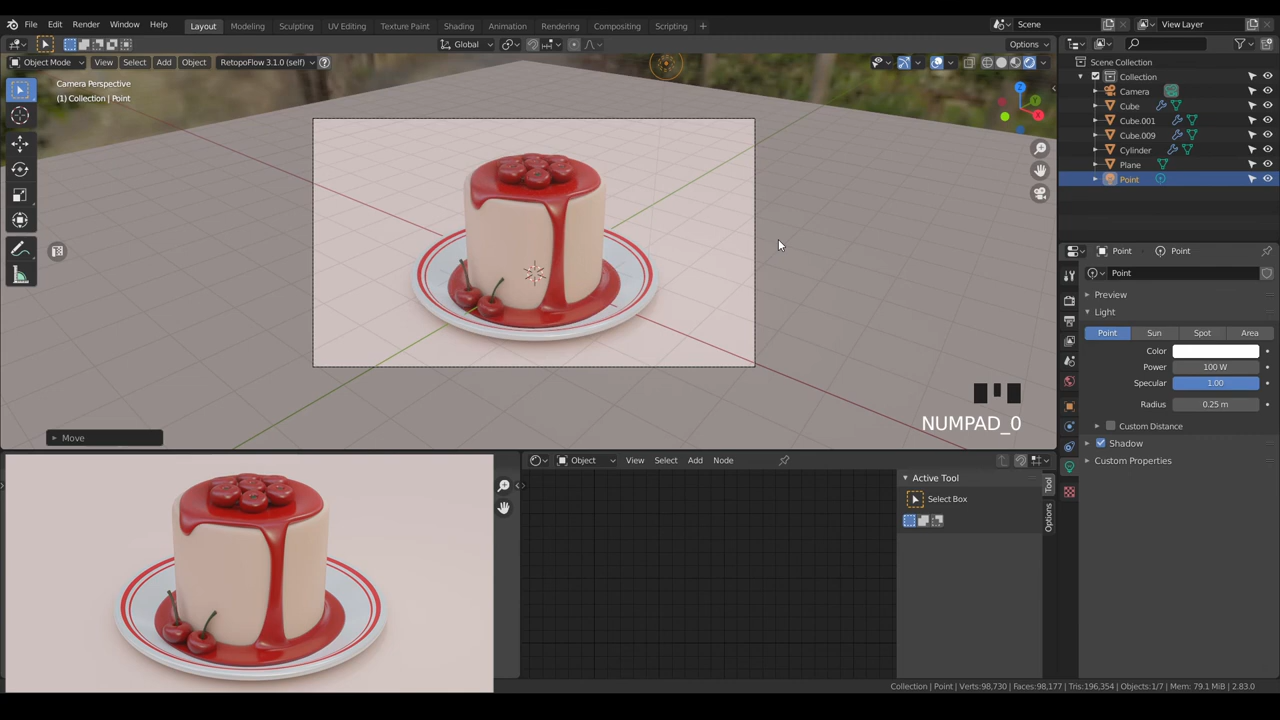 File Edit Render Window Help Layout Modeling Sculpting UV Editing Texture Paint Shading Animation Rendering Compositing Scripting + Scene View Layer
Global Options
Object Mode View Select Add Object RetopoFlow 3.1.0 (self)
Camera Perspective
(1) Collection | Point
Scene Collection
Collection
Camera
Cube
Cube.001
Cube.009
Cylinder
Plane
Point
Point Point
Point
Preview
Light
Point Sun Spot Area
Color
Power 100 W
Specular 1.00
Radius 0.25 m
Custom Distance
Shadow
Custom Properties
NUMPAD_0
Move
Object View Select Add Node
Active Tool
Select Box
Tool
Options
Collection | Point | Verts:98,730 | Faces:98,177 | Tris:196,354 | Objects:1/7 | Mem: 79.1 MiB | 2.83.0